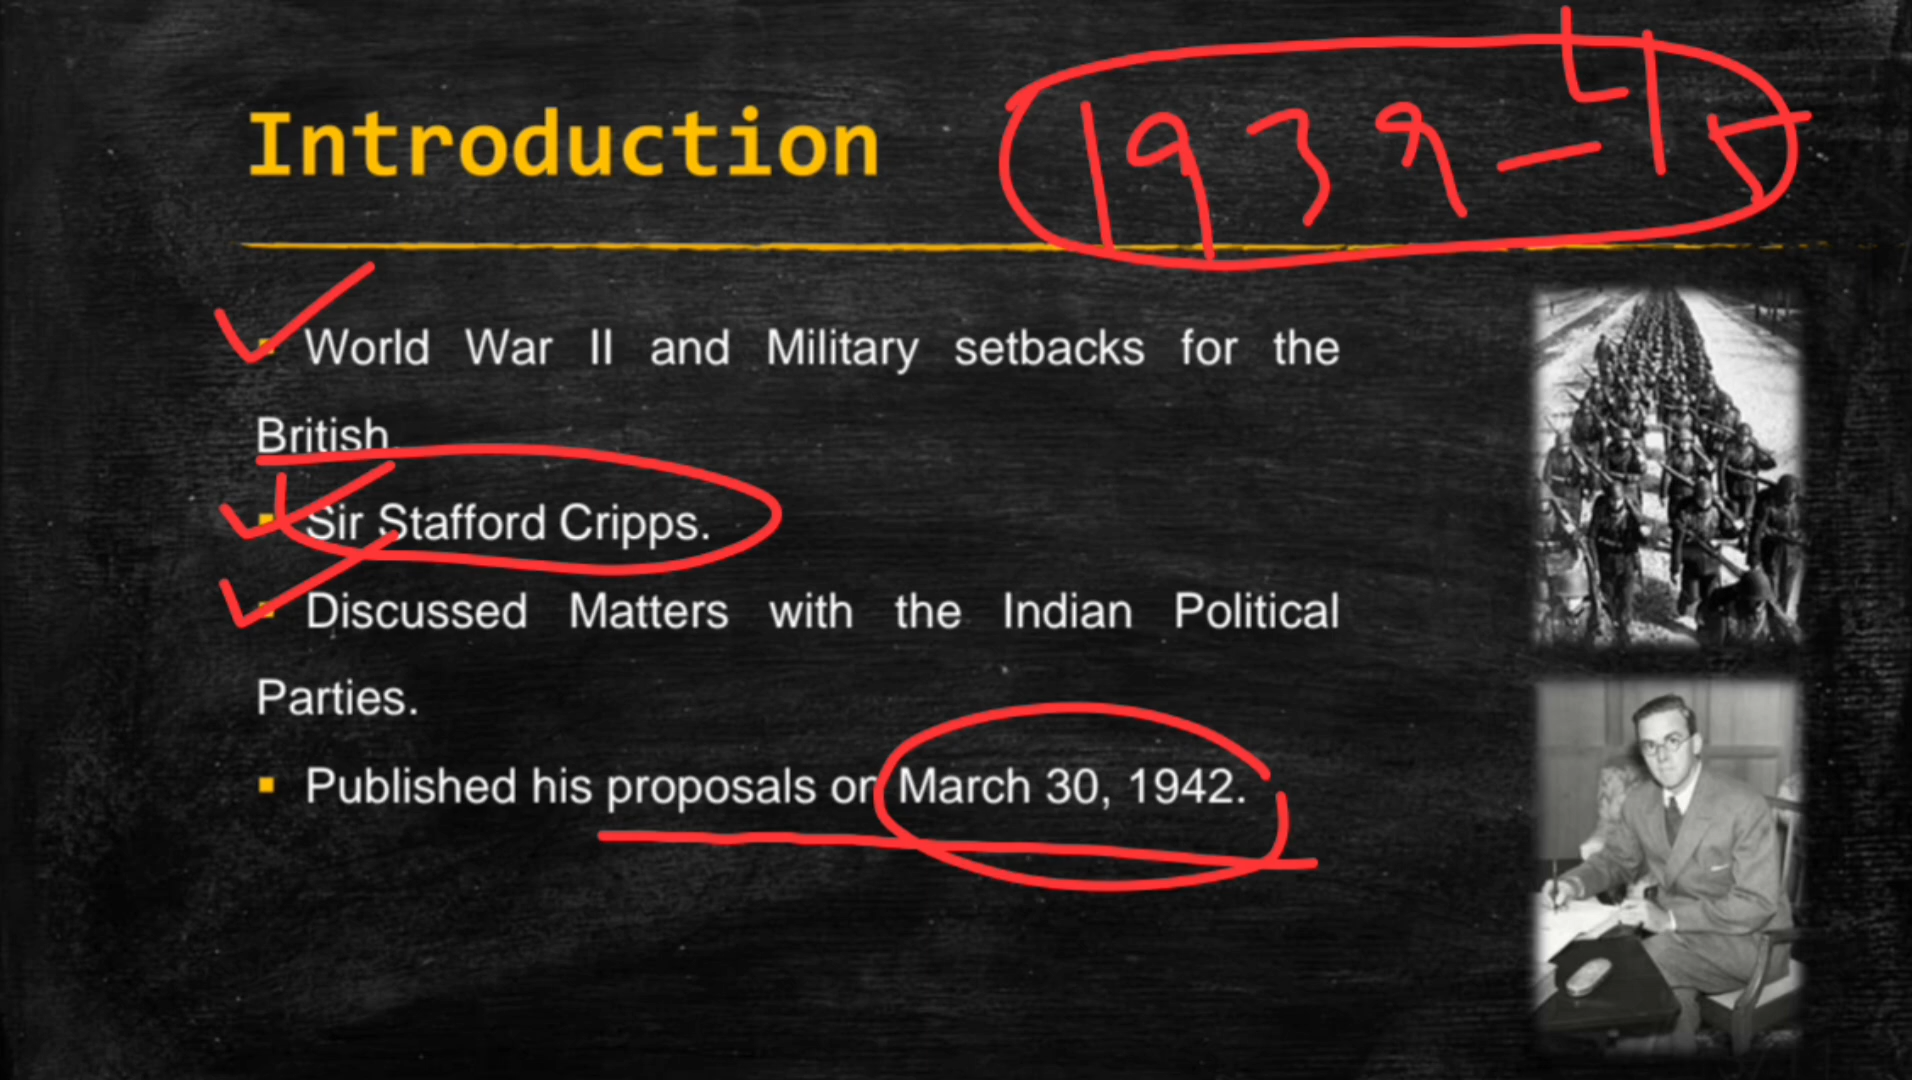 Introduction
1939-45
World War II and Military setbacks for the
British.
Sir Stafford Cripps.
Discussed Matters with the Indian Political
Parties.
Published his proposals on March 30, 1942.